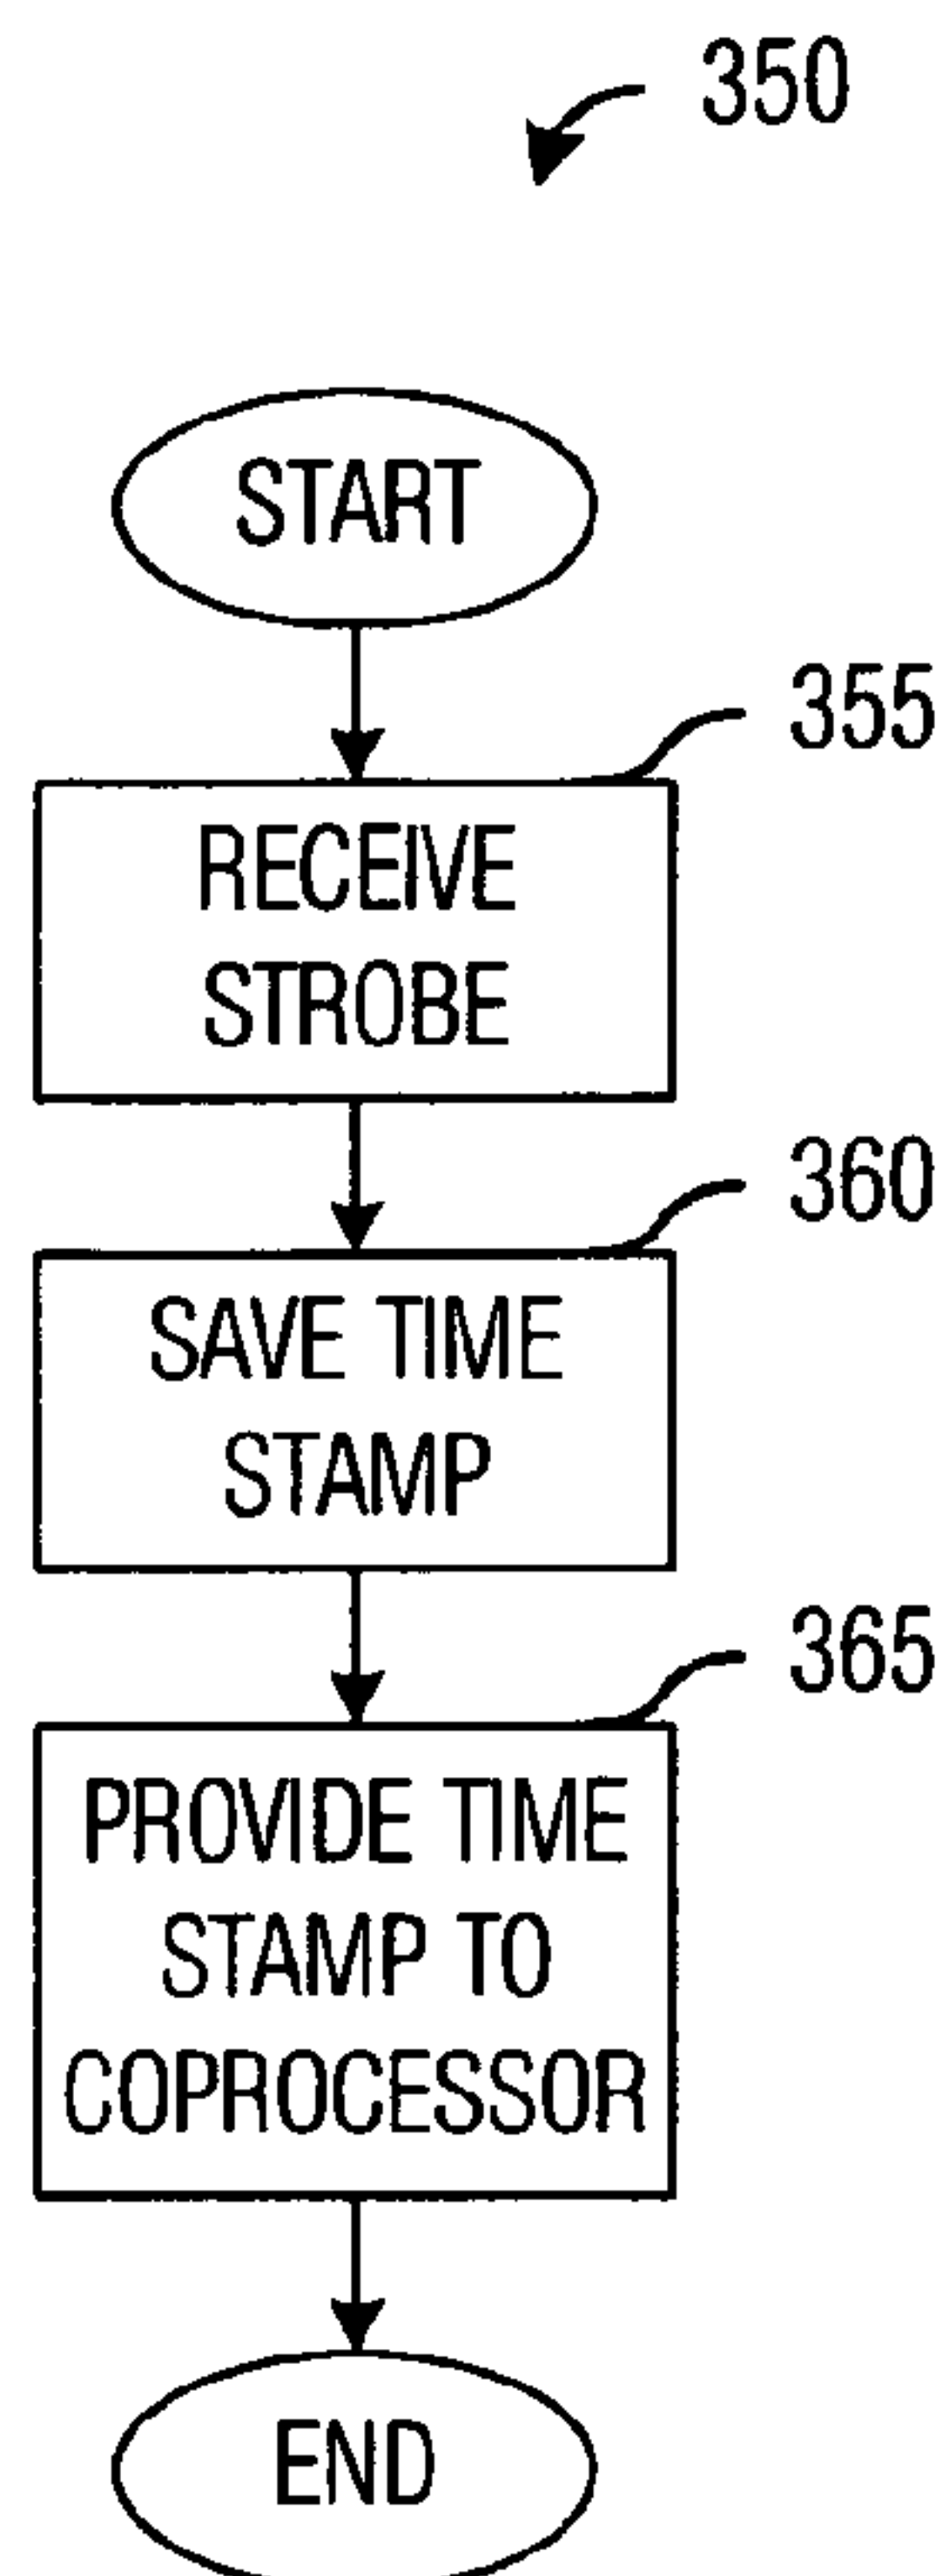 350
START
355
RECEIVE
STROBE
360
SAVE TIME
STAMP
365
PROVIDE TIME
STAMP TO
COPROCESSOR
END